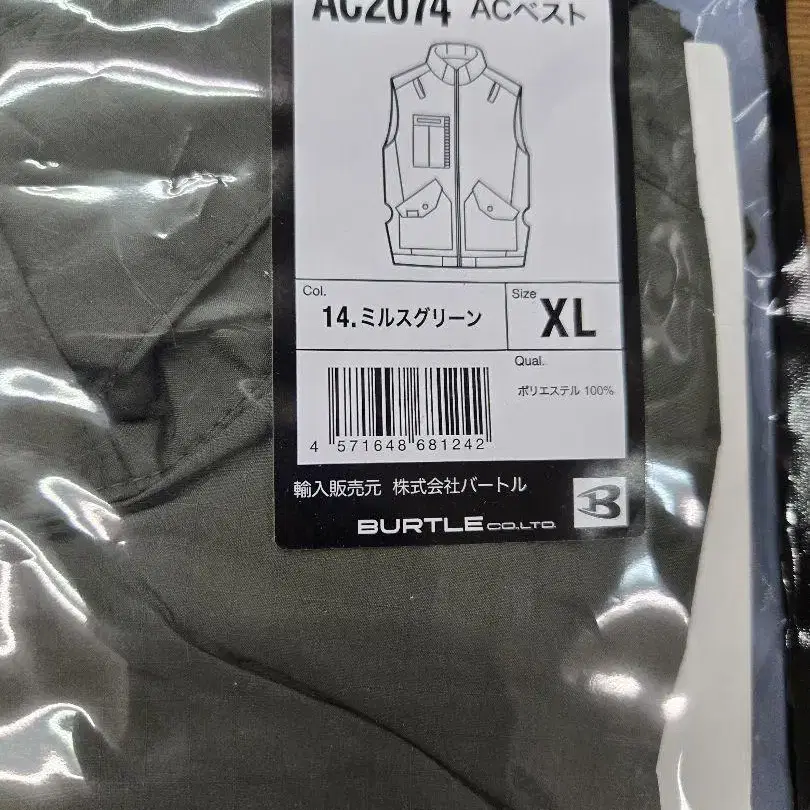 AC2074 ACベスト
Col.
14.ミルスグリーン
Size
XL
Qual.
ポリエステル 100%
4 571648 681242
輸入販売元 株式会社バートル
BURTLE CO.,LTD.